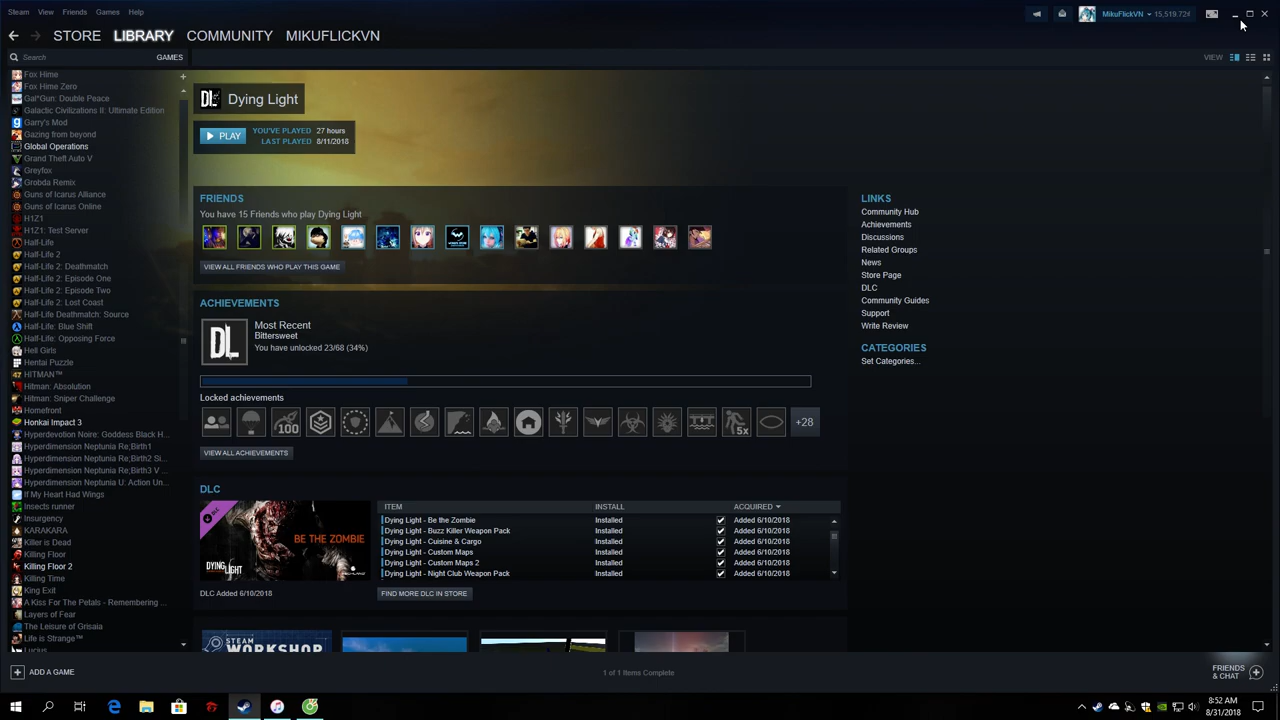 Steam View Friends Games Help
MikuFlickVN 15,519.72₫
STORE LIBRARY COMMUNITY MIKUFLICKVN
Search GAMES VIEW
Fox Hime
Fox Hime Zero
Gal*Gun: Double Peace
Galactic Civilizations II: Ultimate Edition
Garry's Mod
Gazing from beyond
Global Operations
Grand Theft Auto V
Greyfox
Grobda Remix
Guns of Icarus Alliance
Guns of Icarus Online
H1Z1
H1Z1: Test Server
Half-Life
Half-Life 2
Half-Life 2: Deathmatch
Half-Life 2: Episode One
Half-Life 2: Episode Two
Half-Life 2: Lost Coast
Half-Life Deathmatch: Source
Half-Life: Blue Shift
Half-Life: Opposing Force
Hell Girls
Hentai Puzzle
HITMAN™
Hitman: Absolution
Hitman: Sniper Challenge
Homefront
Honkai Impact 3
Hyperdevotion Noire: Goddess Black H...
Hyperdimension Neptunia Re;Birth1
Hyperdimension Neptunia Re;Birth2 Si...
Hyperdimension Neptunia Re;Birth3 V ...
Hyperdimension Neptunia U: Action Un...
If My Heart Had Wings
Insects runner
Insurgency
KARAKARA
Killer is Dead
Killing Floor
Killing Floor 2
Killing Time
King Exit
A Kiss For The Petals - Remembering ...
Layers of Fear
The Leisure of Grisaia
Life is Strange™
Lucius
DL Dying Light
PLAY YOU'VE PLAYED 27 hours
LAST PLAYED 8/11/2018
FRIENDS
You have 15 Friends who play Dying Light
VIEW ALL FRIENDS WHO PLAY THIS GAME
ACHIEVEMENTS
DL
Most Recent
Bittersweet
You have unlocked 23/68 (34%)
Locked achievements
100 5x +28
VIEW ALL ACHIEVEMENTS
DLC
BE THE ZOMBIE
DYING LIGHT
DLC Added 6/10/2018
ITEM INSTALL ACQUIRED
Dying Light - Be the Zombie Installed Added 6/10/2018
Dying Light - Buzz Killer Weapon Pack Installed Added 6/10/2018
Dying Light - Cuisine & Cargo Installed Added 6/10/2018
Dying Light - Custom Maps Installed Added 6/10/2018
Dying Light - Custom Maps 2 Installed Added 6/10/2018
Dying Light - Night Club Weapon Pack Installed Added 6/10/2018
FIND MORE DLC IN STORE
STEAM
WORKSHOP
LINKS
Community Hub
Achievements
Discussions
Related Groups
News
Store Page
DLC
Community Guides
Support
Write Review
CATEGORIES
Set Categories...
ADD A GAME
1 of 1 Items Complete
FRIENDS
& CHAT
8:52 AM
8/31/2018